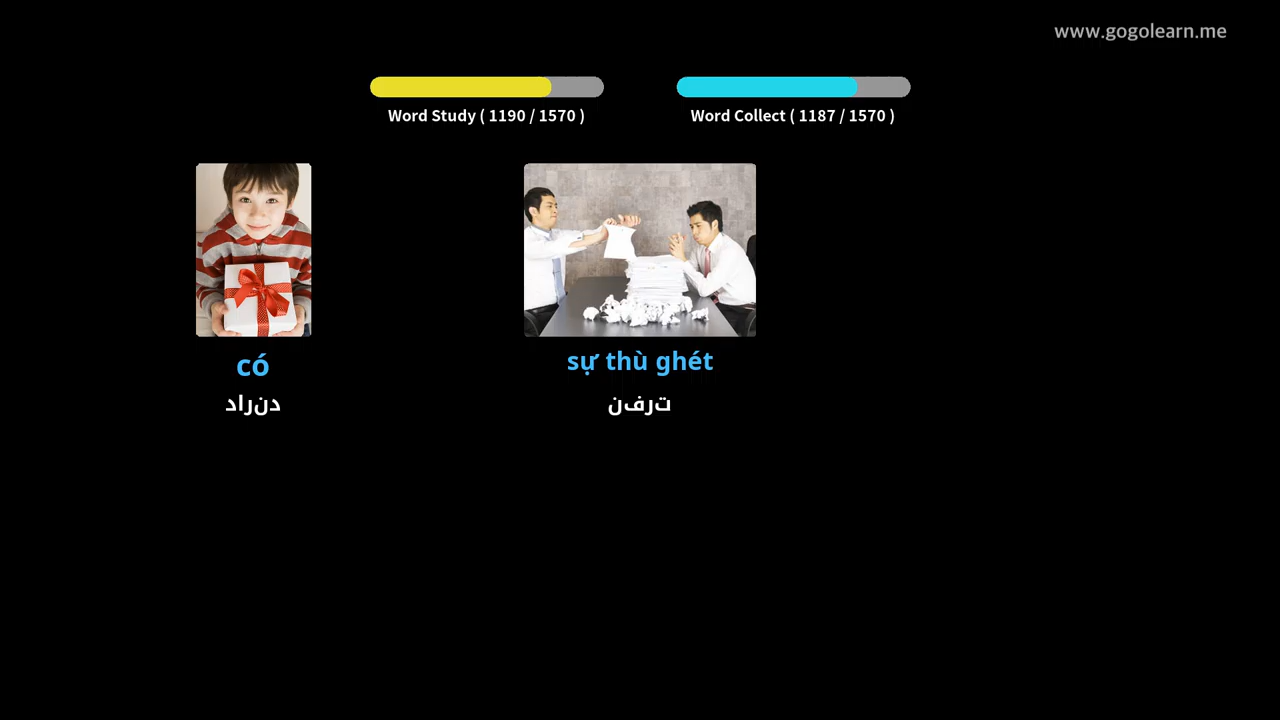 www.gogolearn.me
Word Study ( 1190 / 1570 )
Word Collect ( 1187 / 1570 )
có
دنراد
sự thù ghét
ترفن